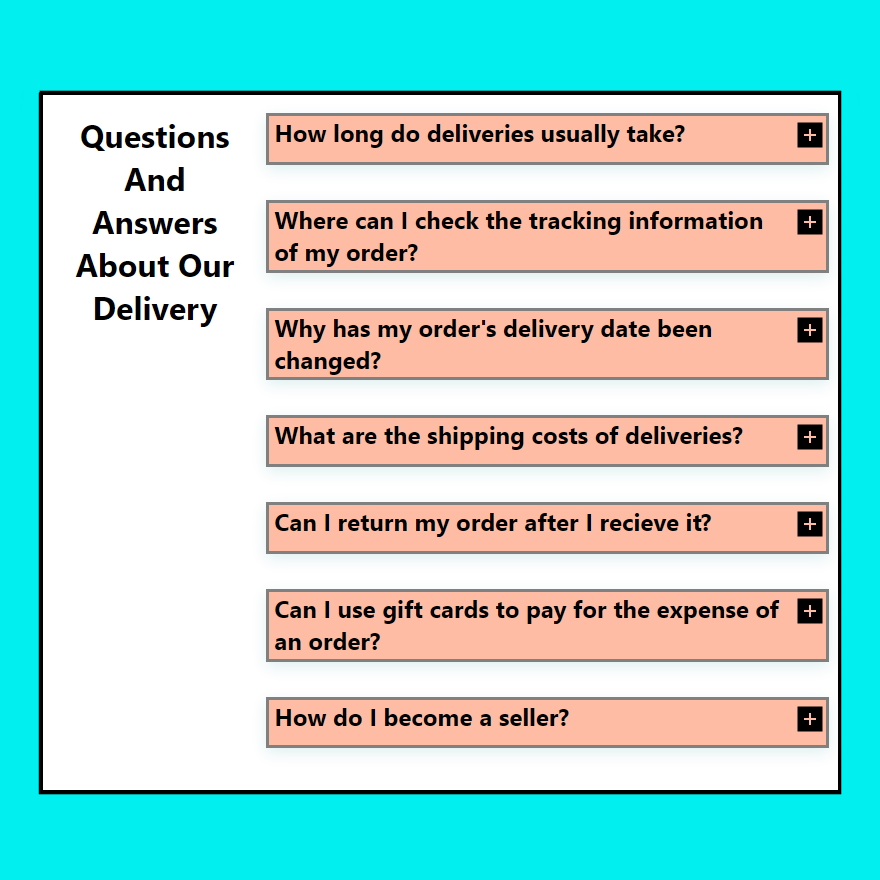 Questions
And
Answers
About Our
Delivery
How long do deliveries usually take?
Where can I check the tracking information
of my order?
Why has my order's delivery date been
changed?
What are the shipping costs of deliveries?
Can I return my order after I recieve it?
Can I use gift cards to pay for the expense of
an order?
How do I become a seller?